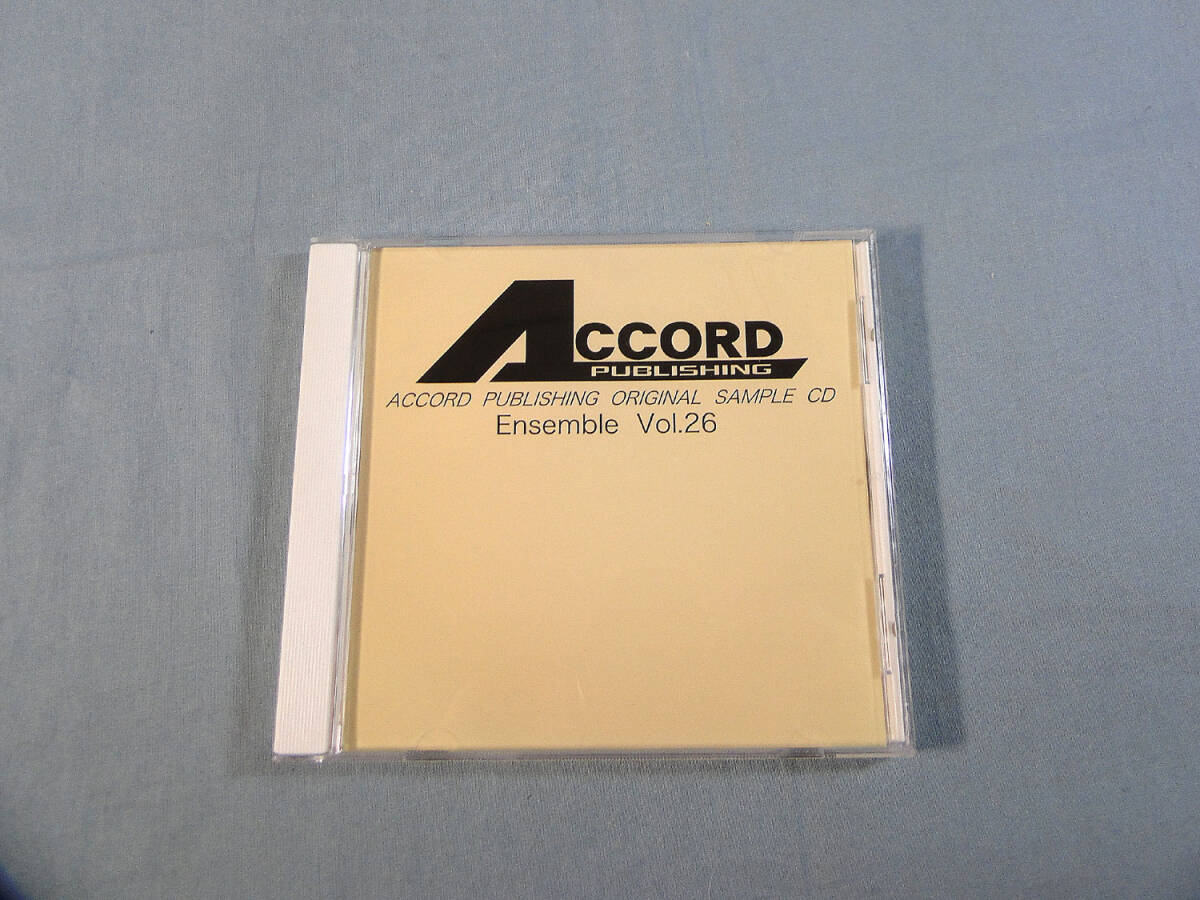 ACCORD
PUBLISHING
ACCORD PUBLISHING ORIGINAL SAMPLE CD
Ensemble Vol.26